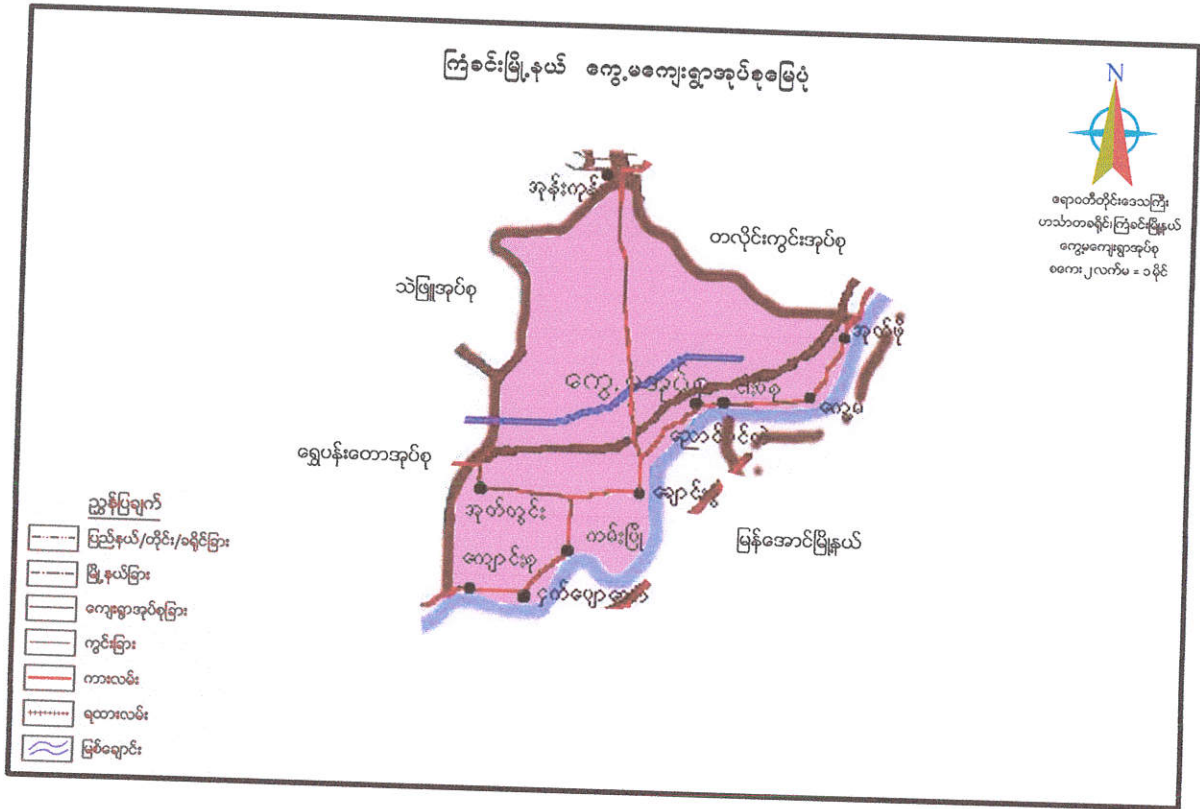 ကြံခင်းမြို့နယ် ကွေ့မကျေးရွာအုပ်စုမြေပုံ
N
ဧရာဝတီတိုင်းဒေသကြီး
ဟင်္သာတခရိုင်၊ကြံခင်းမြို့နယ်
ကွေ့မကျေးရွာအုပ်စု
စကေး ၂လက်မ = ၁မိုင်
အုန်းကုန်း
တလိုင်းကွင်းအုပ်စု
သဲဖြူအုပ်စု
အုတ်ဖို
ကွေ့မအုပ်စု
ကွေ့မ
ရွှေပန်းတောအုပ်စု
အုတ်တွင်း
ကမ်းပြို
မြန်အောင်မြို့နယ်
ကျောင်းစု
ညွှန်ပြချက်
ပြည်နယ်/တိုင်း/ခရိုင်ခြား
မြို့နယ်ခြား
ကျေးရွာအုပ်စုခြား
ကွင်းခြား
ကားလမ်း
ရထားလမ်း
မြစ်ချောင်း